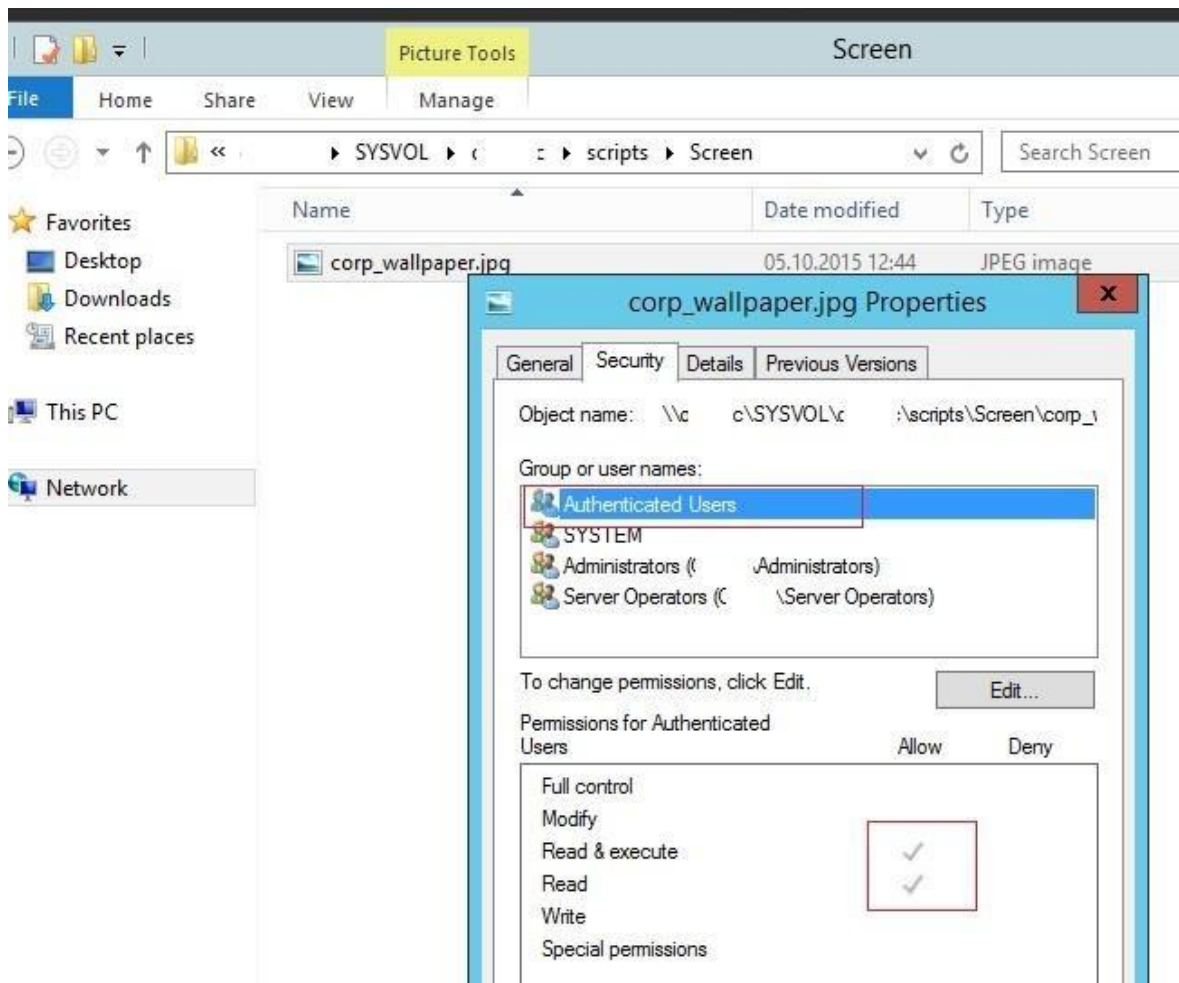 Picture Tools Screen
File Home Share View Manage
« SYSVOL scripts Screen Search Screen
Favorites
Desktop
Downloads
Recent places
This PC
Network
Name Date modified Type
corp_wallpaper.jpg 05.10.2015 12:44 JPEG image
corp_wallpaper.jpg Properties x
General Security Details Previous Versions
Object name: \\c c\SYSVOL\c :\scripts\Screen\corp_
Group or user names:
Authenticated Users
SYSTEM
Administrators ( \Administrators)
Server Operators ( \Server Operators)
To change permissions, click Edit.
Edit...
Permissions for Authenticated
Users Allow Deny
Full control
Modify
Read & execute
Read
Write
Special permissions